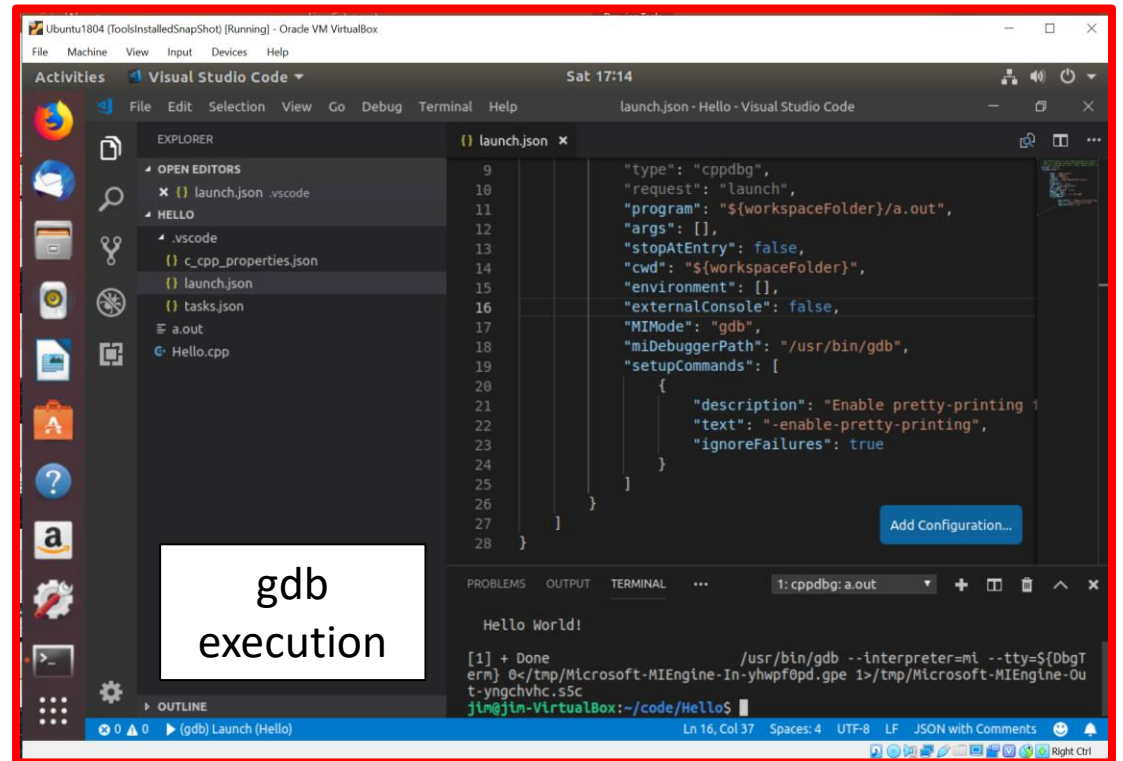 Ubuntu1804 (ToolsInstalledSnapShot) [Running] - Oracle VM VirtualBox
File Machine View Input Devices Help
Activities Visual Studio Code Sat 17:14
File Edit Selection View Go Debug Terminal Help launch.json - Hello - Visual Studio Code
EXPLORER
OPEN EDITORS
{} launch.json .vscode
HELLO
.vscode
{} c_cpp_properties.json
{} launch.json
{} tasks.json
a.out
Hello.cpp
OUTLINE
{} launch.json
9 "type": "cppdbg",
10 "request": "launch",
11 "program": "${workspaceFolder}/a.out",
12 "args": [],
13 "stopAtEntry": false,
14 "cwd": "${workspaceFolder}",
15 "environment": [],
16 "externalConsole": false,
17 "MIMode": "gdb",
18 "miDebuggerPath": "/usr/bin/gdb",
19 "setupCommands": [
20 {
21 "description": "Enable pretty-printing
22 "text": "-enable-pretty-printing",
23 "ignoreFailures": true
24 }
25 ]
26 }
27 ]
28 }
Add Configuration...
gdb
execution
PROBLEMS OUTPUT TERMINAL ... 1: cppdbg: a.out
Hello World!
[1] + Done /usr/bin/gdb --interpreter=mi --tty=${DbgT
erm} 0</tmp/Microsoft-MIEngine-In-yhwpf0pd.gpe 1>/tmp/Microsoft-MIEngine-Ou
t-yngchvhc.s5c
jim@jim-VirtualBox:~/code/Hello$
0 0 (gdb) Launch (Hello) Ln 16, Col 37 Spaces: 4 UTF-8 LF JSON with Comments
Right Ctrl